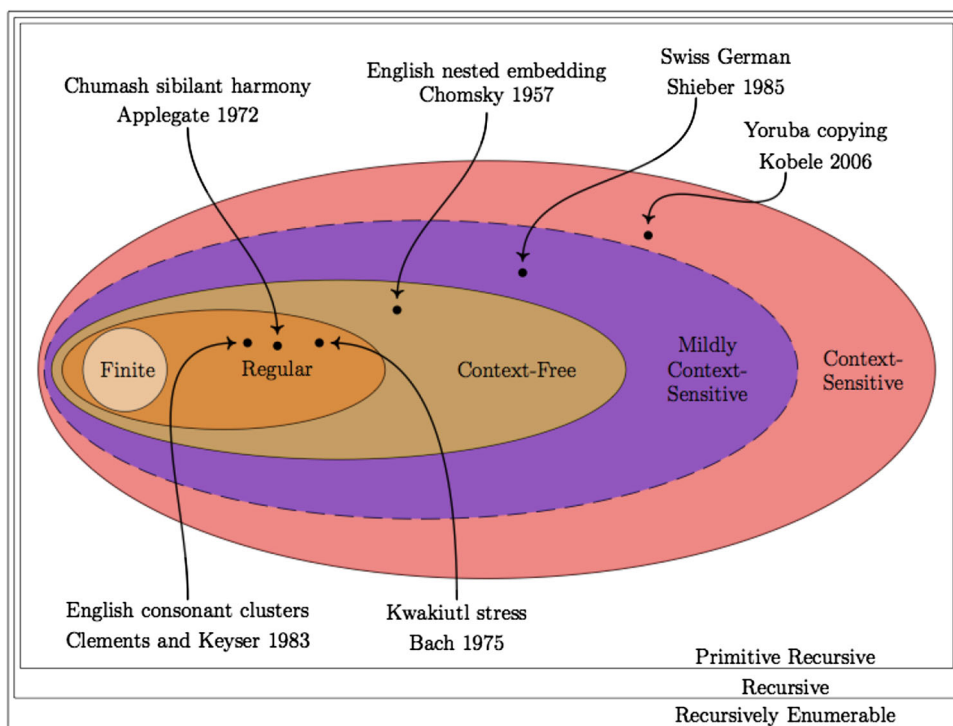 Chumash sibilant harmony
Applegate 1972
English nested embedding
Chomsky 1957
Swiss German
Shieber 1985
Yoruba copying
Kobele 2006
Finite
Regular
Context-Free
Mildly
Context-
Sensitive
Context-
Sensitive
English consonant clusters
Clements and Keyser 1983
Kwakiutl stress
Bach 1975
Primitive Recursive
Recursive
Recursively Enumerable